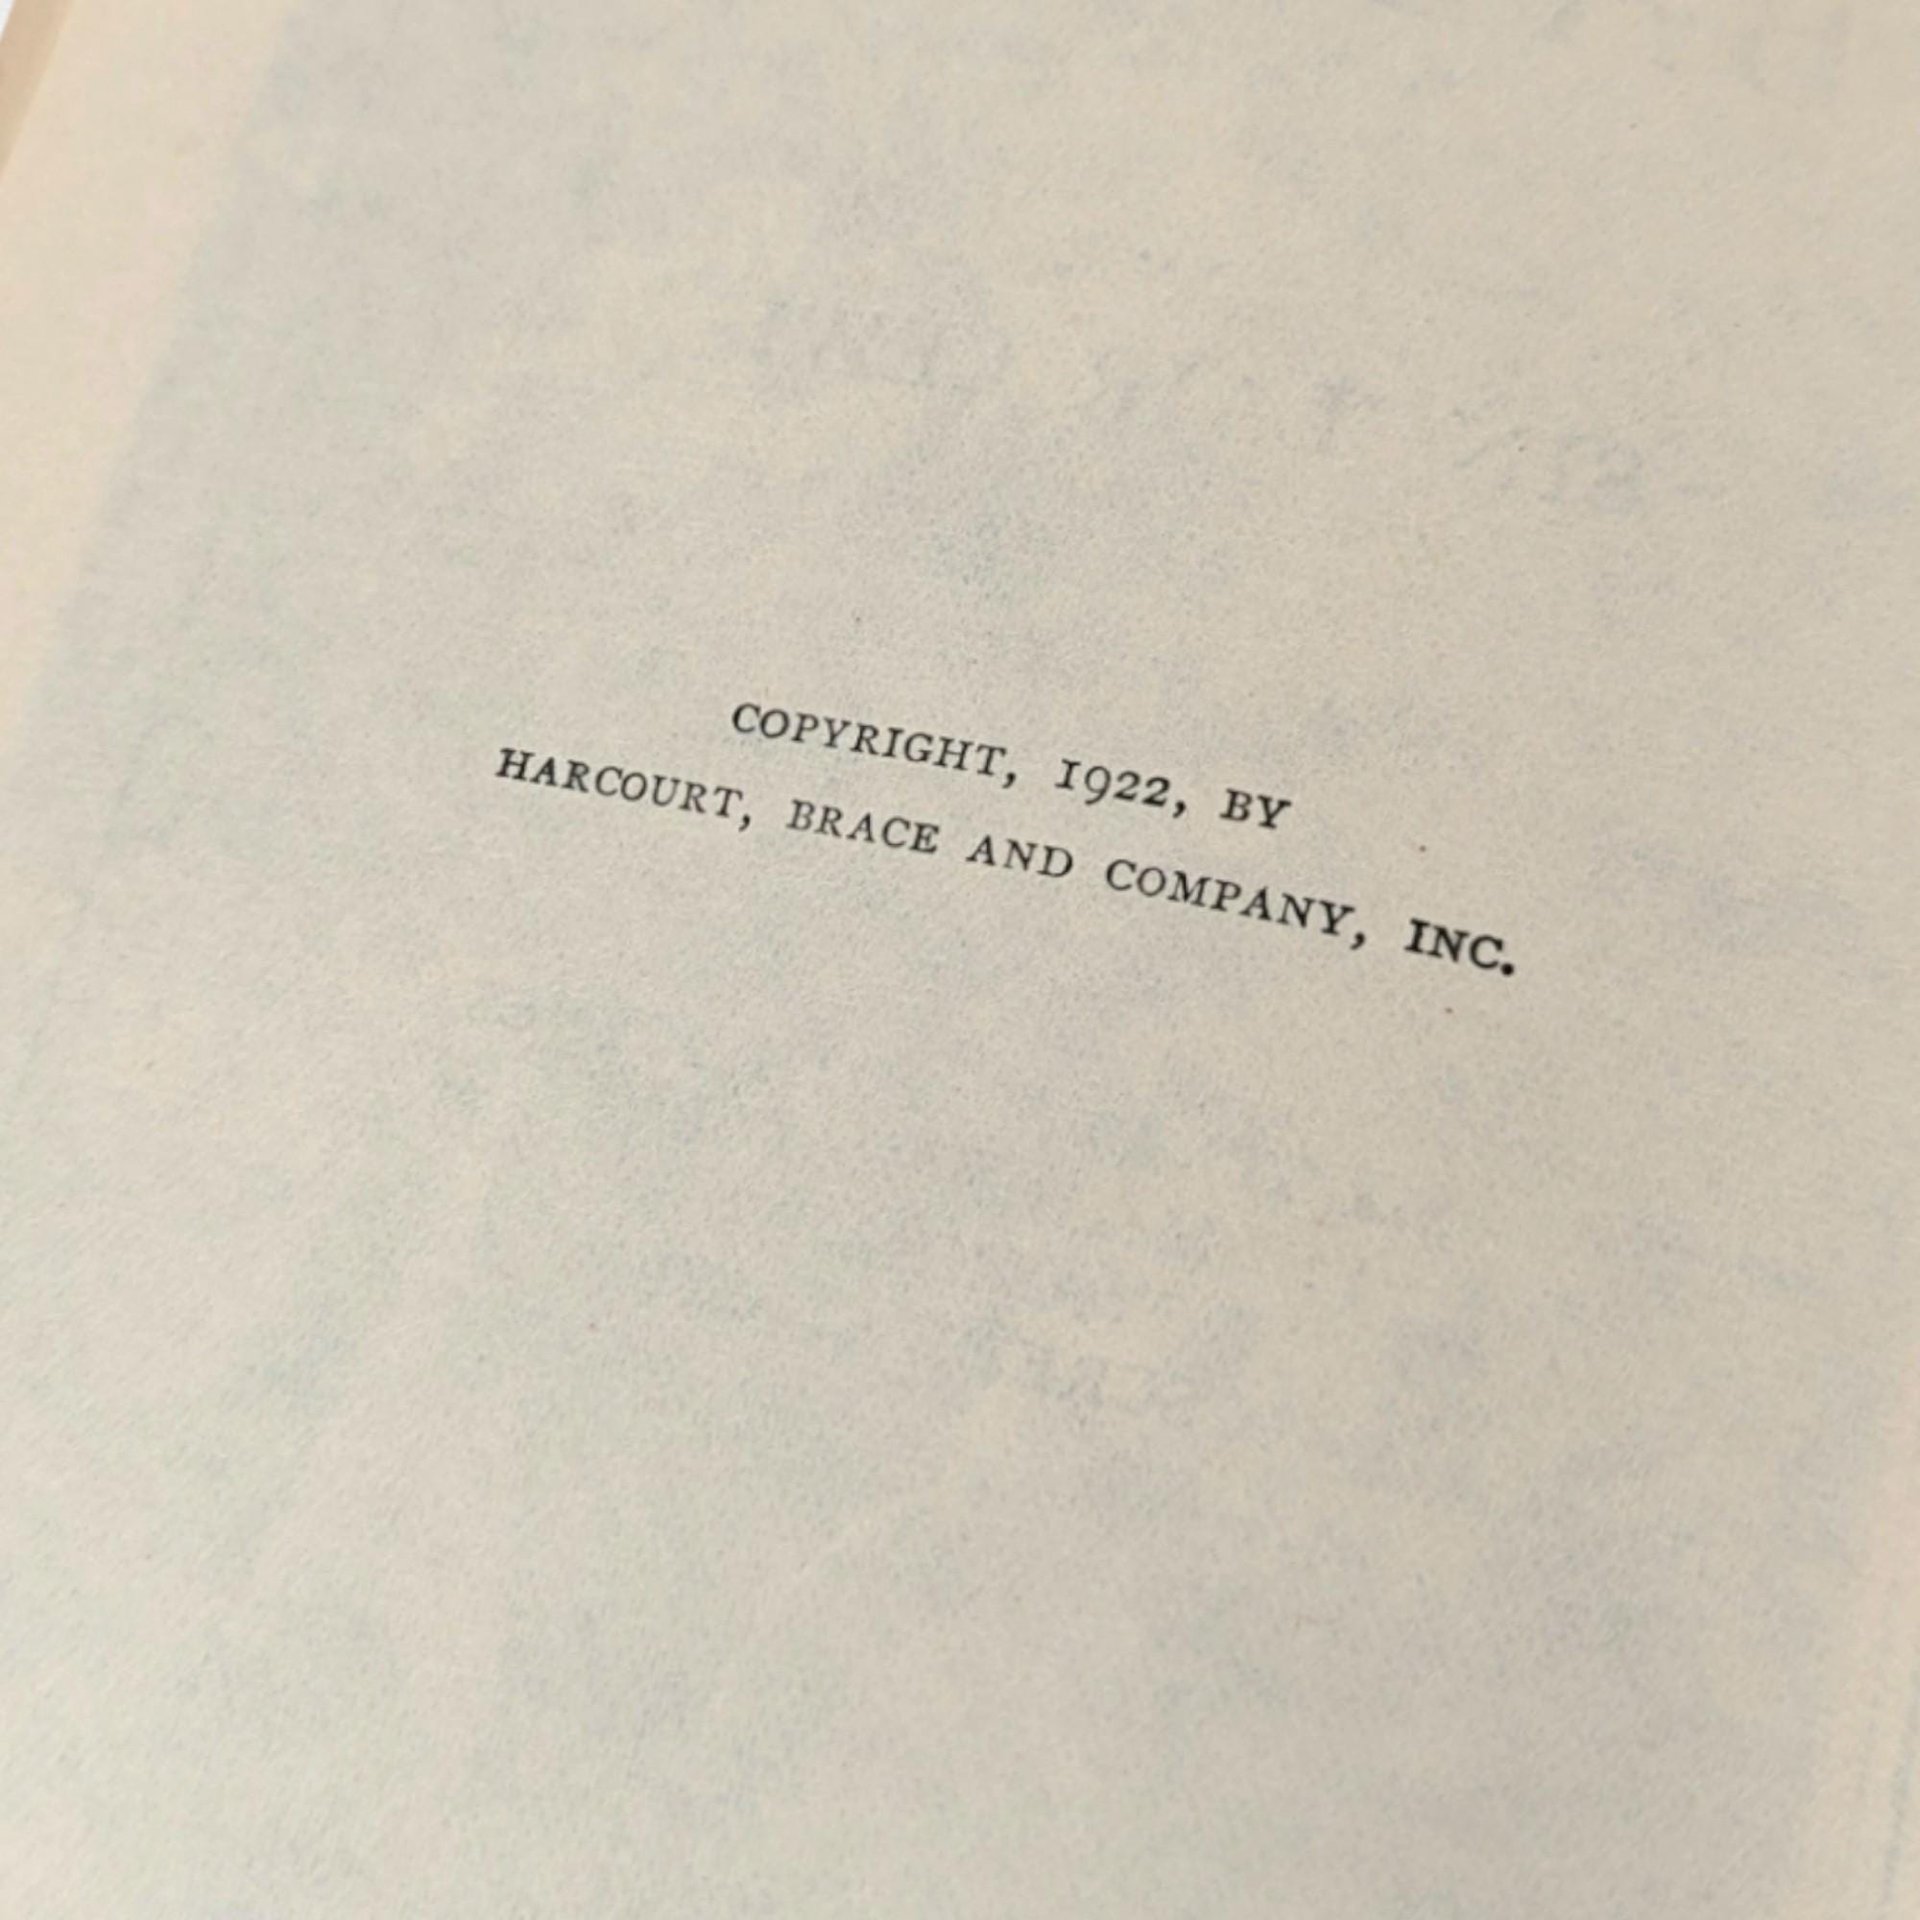 COPYRIGHT, 1922, BY
HARCOURT, BRACE AND COMPANY, INC.